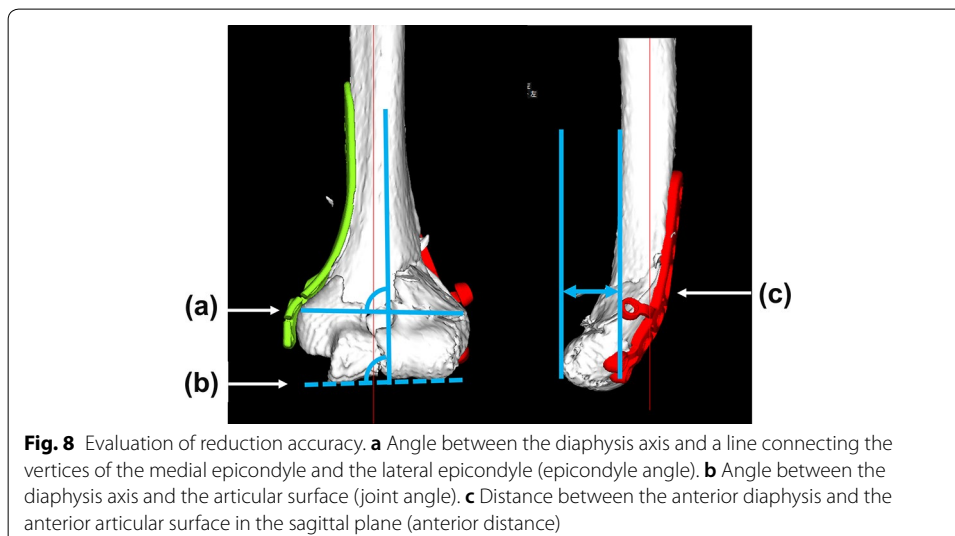 (a)
(c)
(b)
Fig. 8 Evaluation of reduction accuracy. a Angle between the diaphysis axis and a line connecting the
vertices of the medial epicondyle and the lateral epicondyle (epicondyle angle). b Angle between the
diaphysis axis and the articular surface (joint angle). c Distance between the anterior diaphysis and the
anterior articular surface in the sagittal plane (anterior distance)